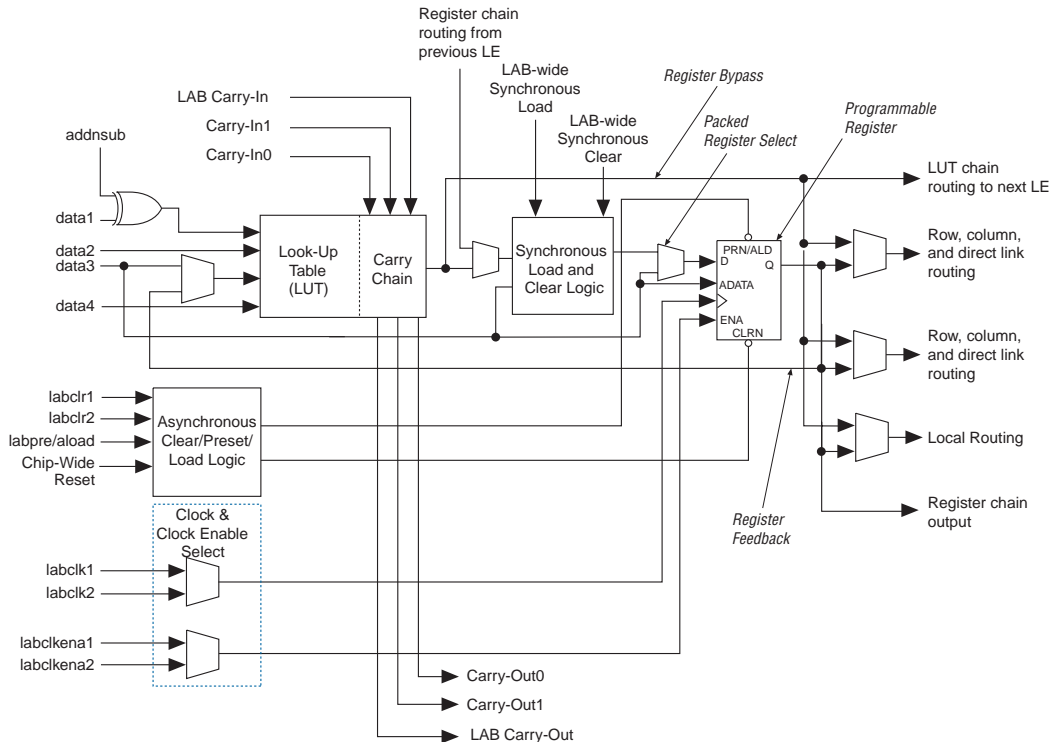 Register chain
routing from
previous LE
LAB-wide
Synchronous
Load
Register Bypass
LAB-wide
Synchronous
Clear
Packed
Register Select
Programmable
Register
LAB Carry-In
Carry-In1
Carry-In0
addnsub
LUT chain
routing to next LE
data1
data2
data3
data4
Look-Up
Table
(LUT)
Carry
Chain
Synchronous
Load and
Clear Logic
PRN/ALD
D
Q
ADATA
ENA
CLRN
Row, column,
and direct link
routing
Row, column,
and direct link
routing
labclr1
labclr2
labpre/aload
Chip-Wide
Reset
Asynchronous
Clear/Preset/
Load Logic
Local Routing
Register chain
output
Register
Feedback
Clock &
Clock Enable
Select
labclk1
labclk2
labclkena1
labclkena2
Carry-Out0
Carry-Out1
LAB Carry-Out